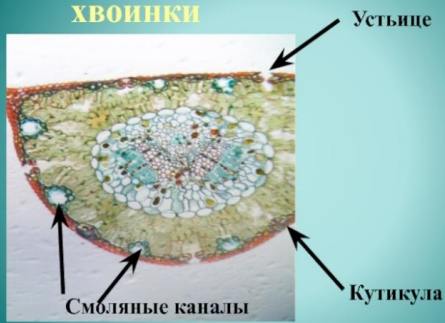 хвоинки
Устьице
Кутикула
Смоляные каналы